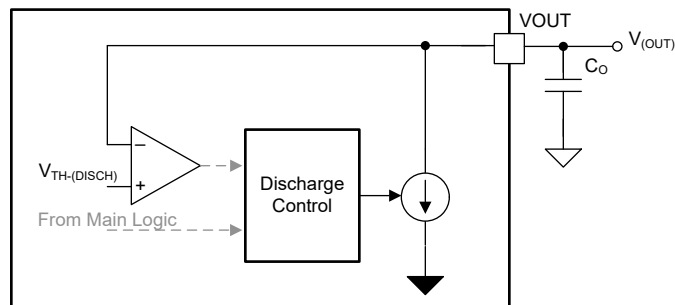 VOUT
V(OUT)
CO
−
VTH-(DISCH)
+
Discharge
Control
From Main Logic